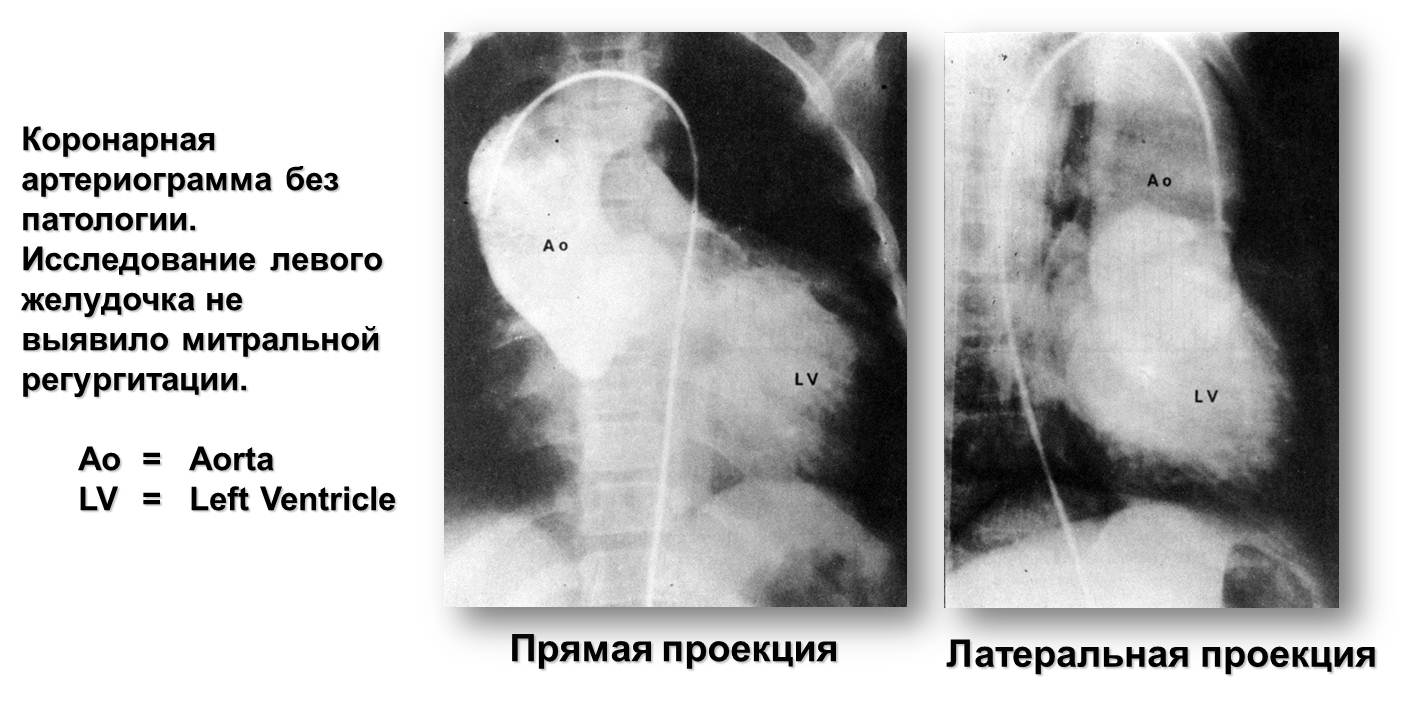 Коронарная
артериограмма без
патологии.
Исследование левого
желудочка не
выявило митральной
регургитации.
Ao = Aorta
LV = Left Ventricle
Ao
LV
Ao
LV
Прямая проекция
Латеральная проекция